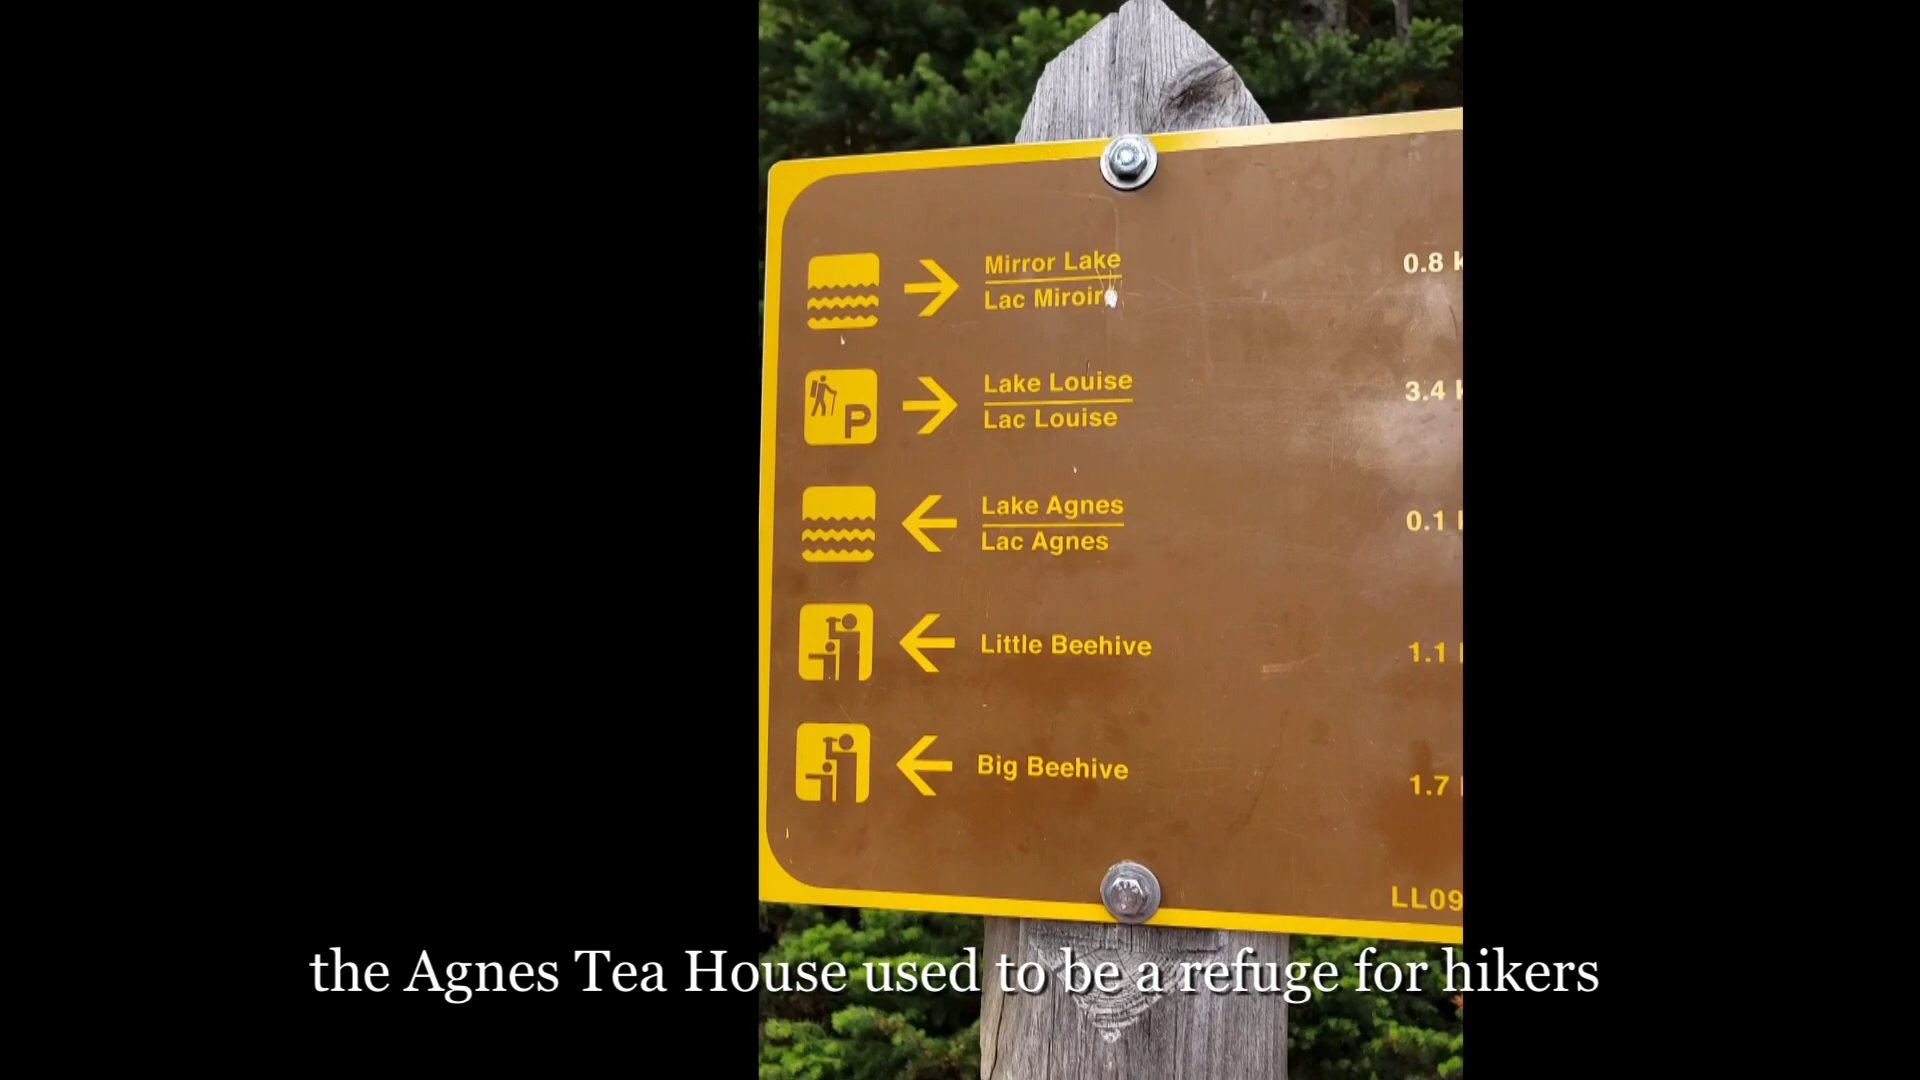 Mirror Lake
Lac Miroir
0.8
Lake Louise
Lac Louise
3.4
Lake Agnes
Lac Agnes
0.1
Little Beehive
1.1
Big Beehive
1.7
LL09
P
the Agnes Tea House used to be a refuge for hikers